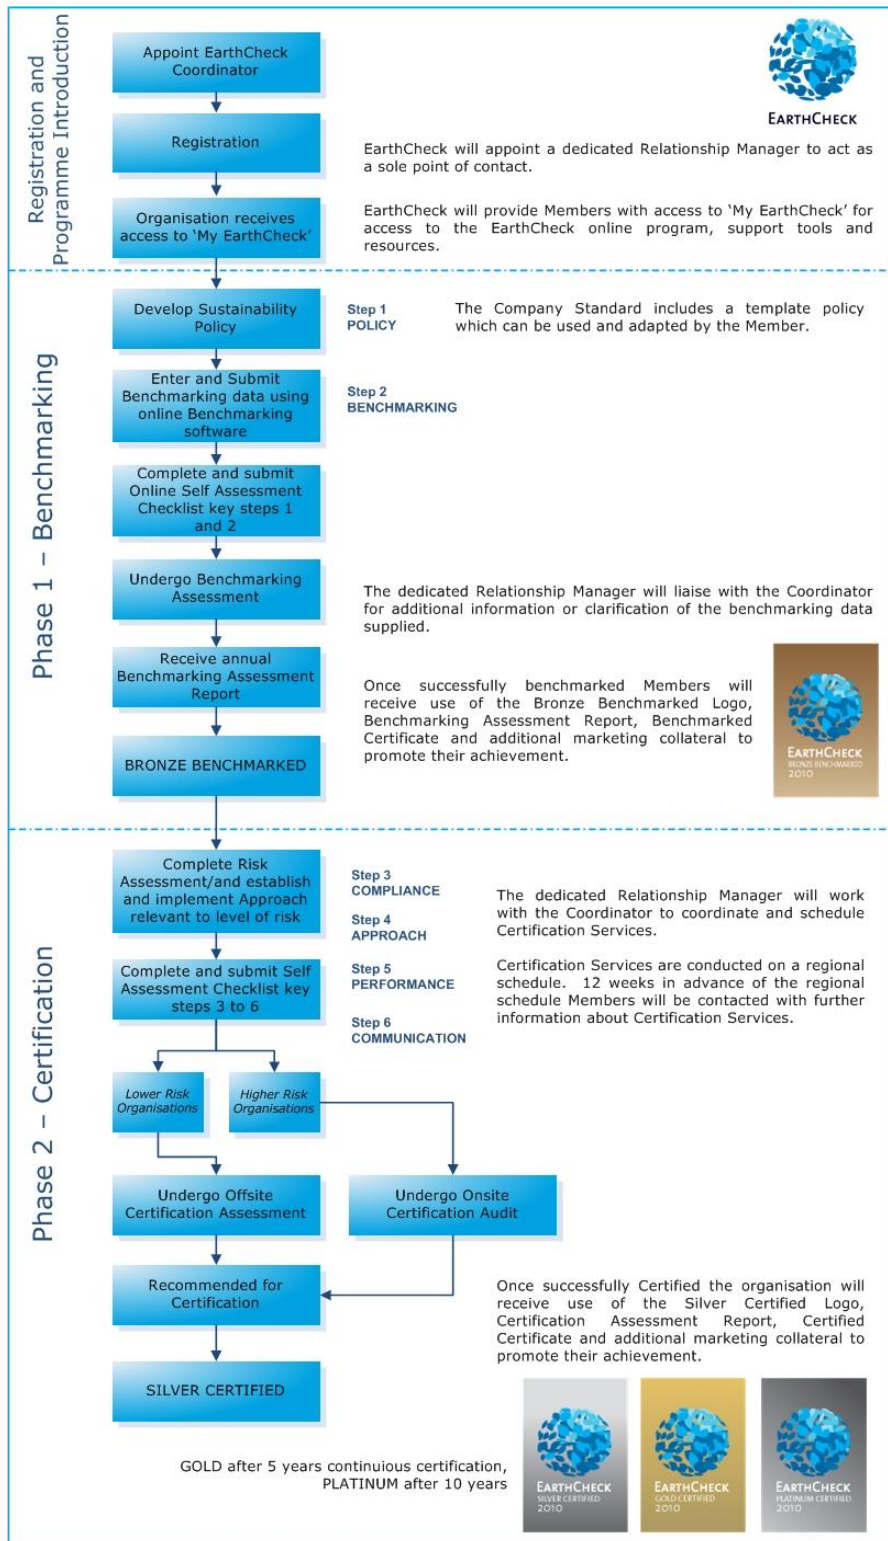 Registration and
Programme Introduction
Appoint EarthCheck
Coordinator
EARTHCHECK
Registration
EarthCheck will appoint a dedicated Relationship Manager to act as
a sole point of contact.
Organisation receives
access to ‘My EarthCheck’
EarthCheck will provide Members with access to ‘My EarthCheck’ for
access to the EarthCheck online program, support tools and
resources.
Phase 1 – Benchmarking
Develop Sustainability
Policy
Step 1
POLICY
The Company Standard includes a template policy
which can be used and adapted by the Member.
Enter and Submit
Benchmarking data using
online Benchmarking
software
Step 2
BENCHMARKING
Complete and submit
Online Self Assessment
Checklist key steps 1
and 2
Undergo Benchmarking
Assessment
The dedicated Relationship Manager will liaise with the Coordinator
for additional information or clarification of the benchmarking data
supplied.
Receive annual
Benchmarking Assessment
Report
Once successfully benchmarked Members will
receive use of the Bronze Benchmarked Logo,
Benchmarking Assessment Report, Benchmarked
Certificate and additional marketing collateral to
promote their achievement.
EARTHCHECK
BRONZE BENCHMARKED
2010
BRONZE BENCHMARKED
Phase 2 – Certification
Complete Risk
Assessment/and establish
and implement Approach
relevant to level of risk
Step 3
COMPLIANCE
Step 4
APPROACH
The dedicated Relationship Manager will work
with the Coordinator to coordinate and schedule
Certification Services.
Complete and submit Self
Assessment Checklist key
steps 3 to 6
Step 5
PERFORMANCE
Step 6
COMMUNICATION
Certification Services are conducted on a regional
schedule. 12 weeks in advance of the regional
schedule Members will be contacted with further
information about Certification Services.
Lower Risk
Organisations
Higher Risk
Organisations
Undergo Offsite
Certification Assessment
Undergo Onsite
Certification Audit
Recommended for
Certification
Once successfully Certified the organisation will
receive use of the Silver Certified Logo,
Certification Assessment Report, Certified
Certificate and additional marketing collateral to
promote their achievement.
SILVER CERTIFIED
GOLD after 5 years continuious certification,
PLATINUM after 10 years
EARTHCHECK
SILVER CERTIFIED
2010
EARTHCHECK
GOLD CERTIFIED
2010
EARTHCHECK
PLATINUM CERTIFIED
2010